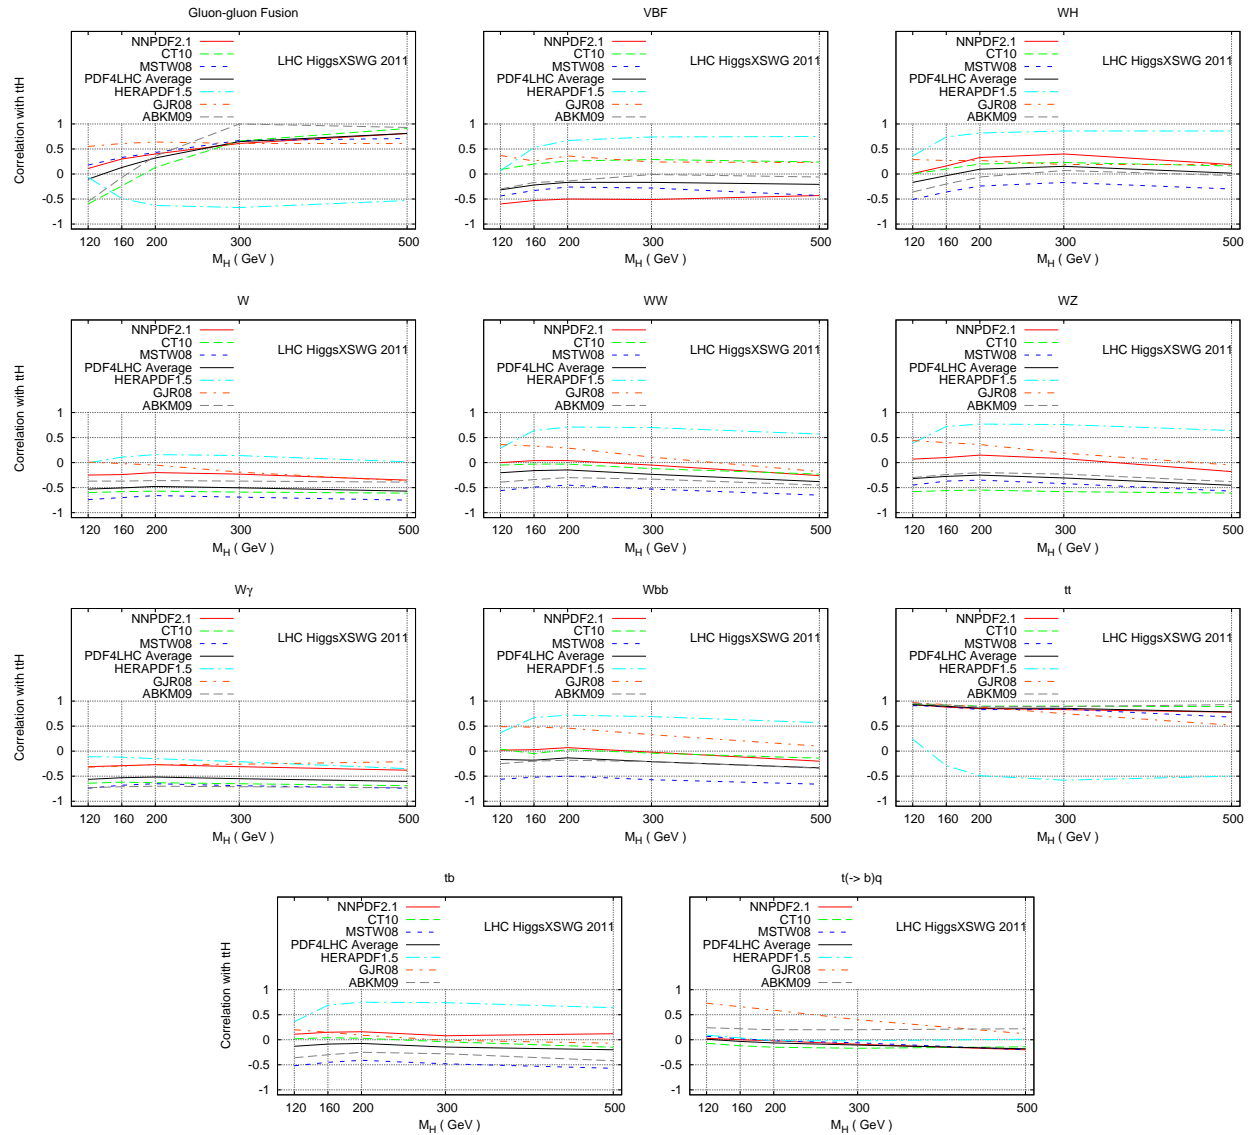 Gluon-gluon Fusion
Correlation with ttH
NNPDF2.1
CT10
MSTW08
PDF4LHC Average
HERAPDF1.5
GJR08
ABKM09
LHC HiggsXSWG 2011
1
0.5
0
-0.5
-1
120 160 200 300 500
M_H ( GeV )
VBF
NNPDF2.1
CT10
MSTW08
PDF4LHC Average
HERAPDF1.5
GJR08
ABKM09
LHC HiggsXSWG 2011
1
0.5
0
-0.5
-1
120 160 200 300 500
M_H ( GeV )
WH
NNPDF2.1
CT10
MSTW08
PDF4LHC Average
HERAPDF1.5
GJR08
ABKM09
LHC HiggsXSWG 2011
1
0.5
0
-0.5
-1
120 160 200 300 500
M_H ( GeV )
W
Correlation with ttH
NNPDF2.1
CT10
MSTW08
PDF4LHC Average
HERAPDF1.5
GJR08
ABKM09
LHC HiggsXSWG 2011
1
0.5
0
-0.5
-1
120 160 200 300 500
M_H ( GeV )
WW
NNPDF2.1
CT10
MSTW08
PDF4LHC Average
HERAPDF1.5
GJR08
ABKM09
LHC HiggsXSWG 2011
1
0.5
0
-0.5
-1
120 160 200 300 500
M_H ( GeV )
WZ
NNPDF2.1
CT10
MSTW08
PDF4LHC Average
HERAPDF1.5
GJR08
ABKM09
LHC HiggsXSWG 2011
1
0.5
0
-0.5
-1
120 160 200 300 500
M_H ( GeV )
Wγ
Correlation with ttH
NNPDF2.1
CT10
MSTW08
PDF4LHC Average
HERAPDF1.5
GJR08
ABKM09
LHC HiggsXSWG 2011
1
0.5
0
-0.5
-1
120 160 200 300 500
M_H ( GeV )
Wbb
NNPDF2.1
CT10
MSTW08
PDF4LHC Average
HERAPDF1.5
GJR08
ABKM09
LHC HiggsXSWG 2011
1
0.5
0
-0.5
-1
120 160 200 300 500
M_H ( GeV )
tt
NNPDF2.1
CT10
MSTW08
PDF4LHC Average
HERAPDF1.5
GJR08
ABKM09
LHC HiggsXSWG 2011
1
0.5
0
-0.5
-1
120 160 200 300 500
M_H ( GeV )
tb
Correlation with ttH
NNPDF2.1
CT10
MSTW08
PDF4LHC Average
HERAPDF1.5
GJR08
ABKM09
LHC HiggsXSWG 2011
1
0.5
0
-0.5
-1
120 160 200 300 500
M_H ( GeV )
t(-> b)q
NNPDF2.1
CT10
MSTW08
PDF4LHC Average
HERAPDF1.5
GJR08
ABKM09
LHC HiggsXSWG 2011
1
0.5
0
-0.5
-1
120 160 200 300 500
M_H ( GeV )